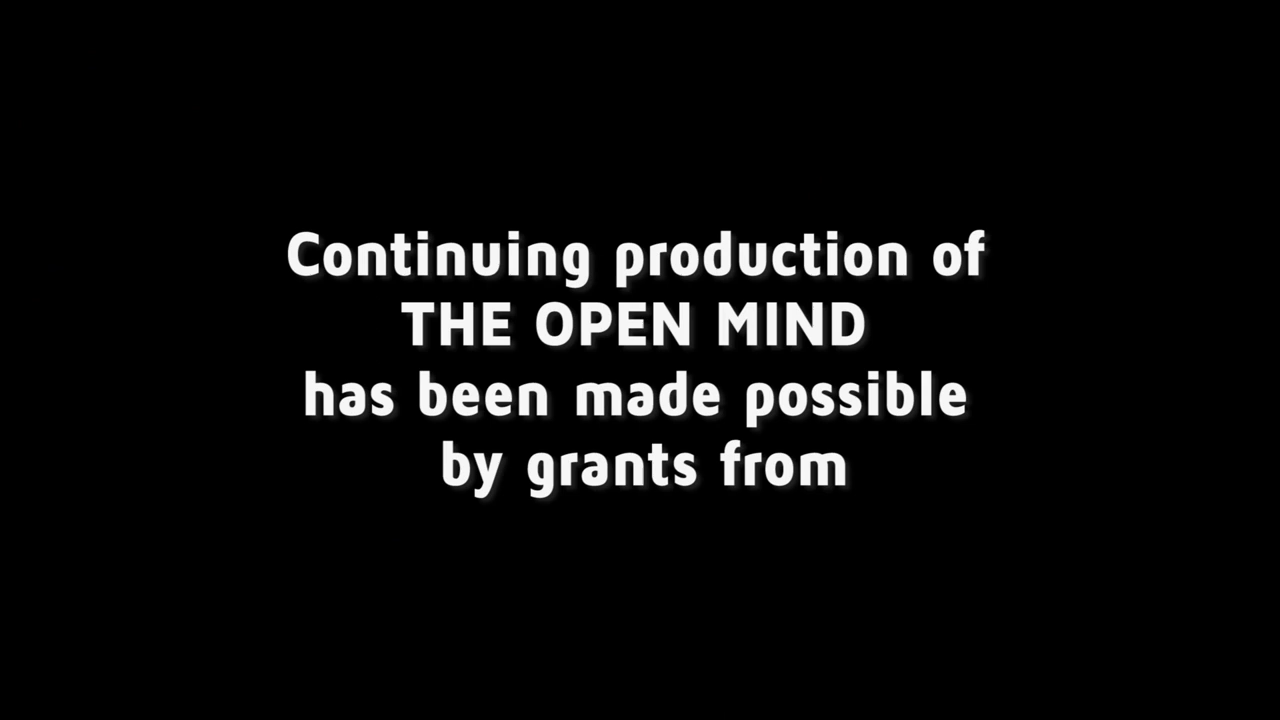 Continuing production of
THE OPEN MIND
has been made possible
by grants from